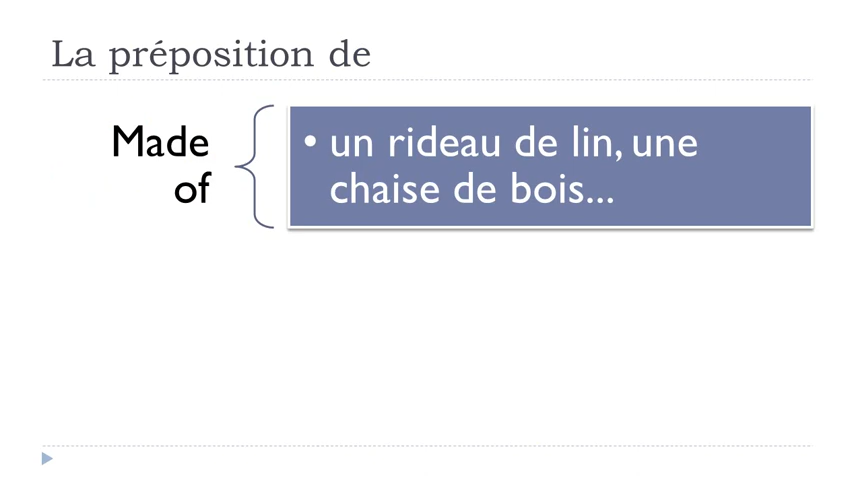 La préposition de
Made
of
• un rideau de lin, une
chaise de bois...